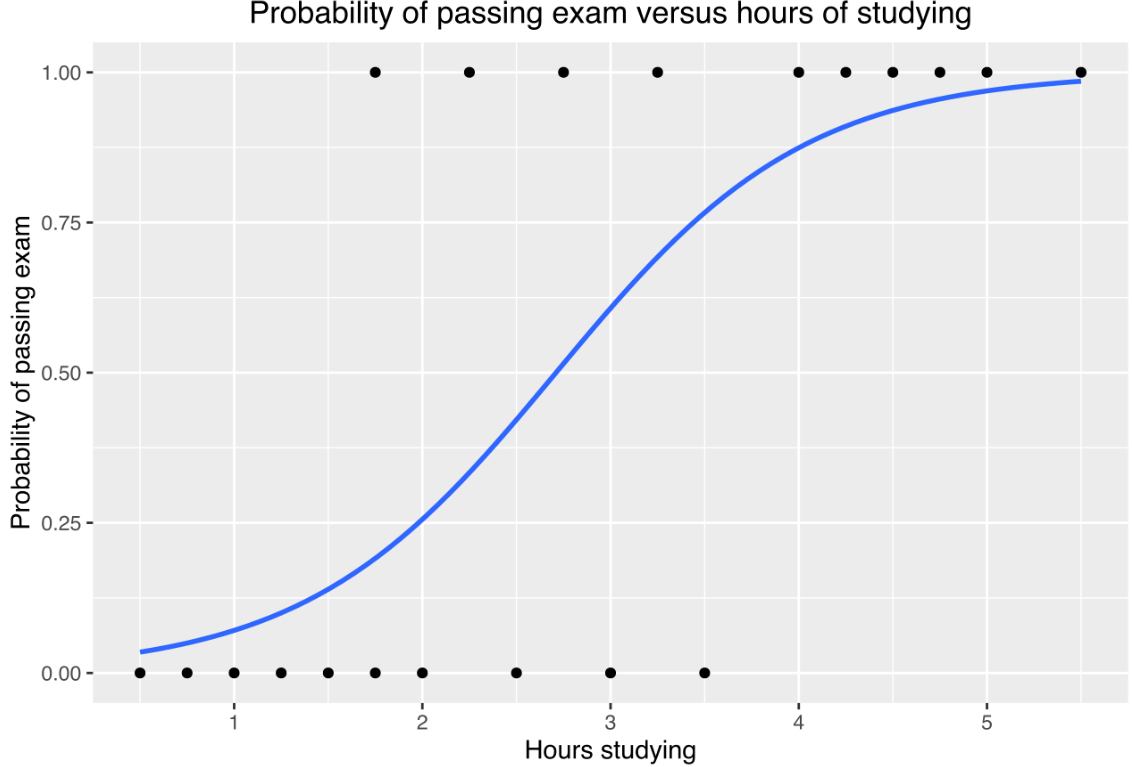 Probability of passing exam versus hours of studying
Probability of passing exam
1.00
0.75
0.50
0.25
0.00
1 2 3 4 5
Hours studying